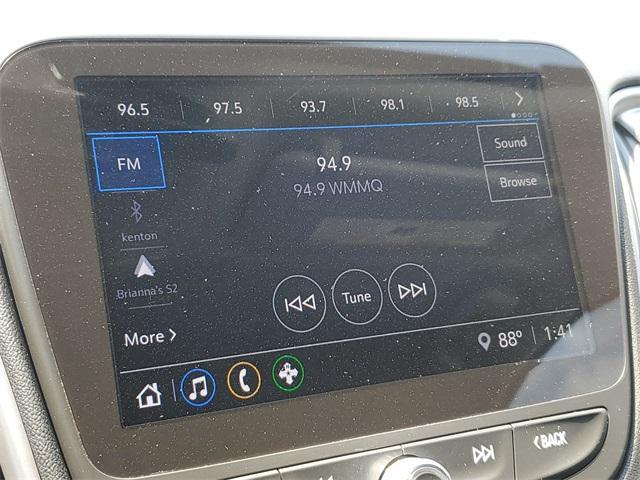 96.5 97.5 93.7 98.1 98.5
FM
94.9
94.9 WMMQ
Sound
Browse
kenton
Brianna's S2
Tune
More
88° 1:41
BACK